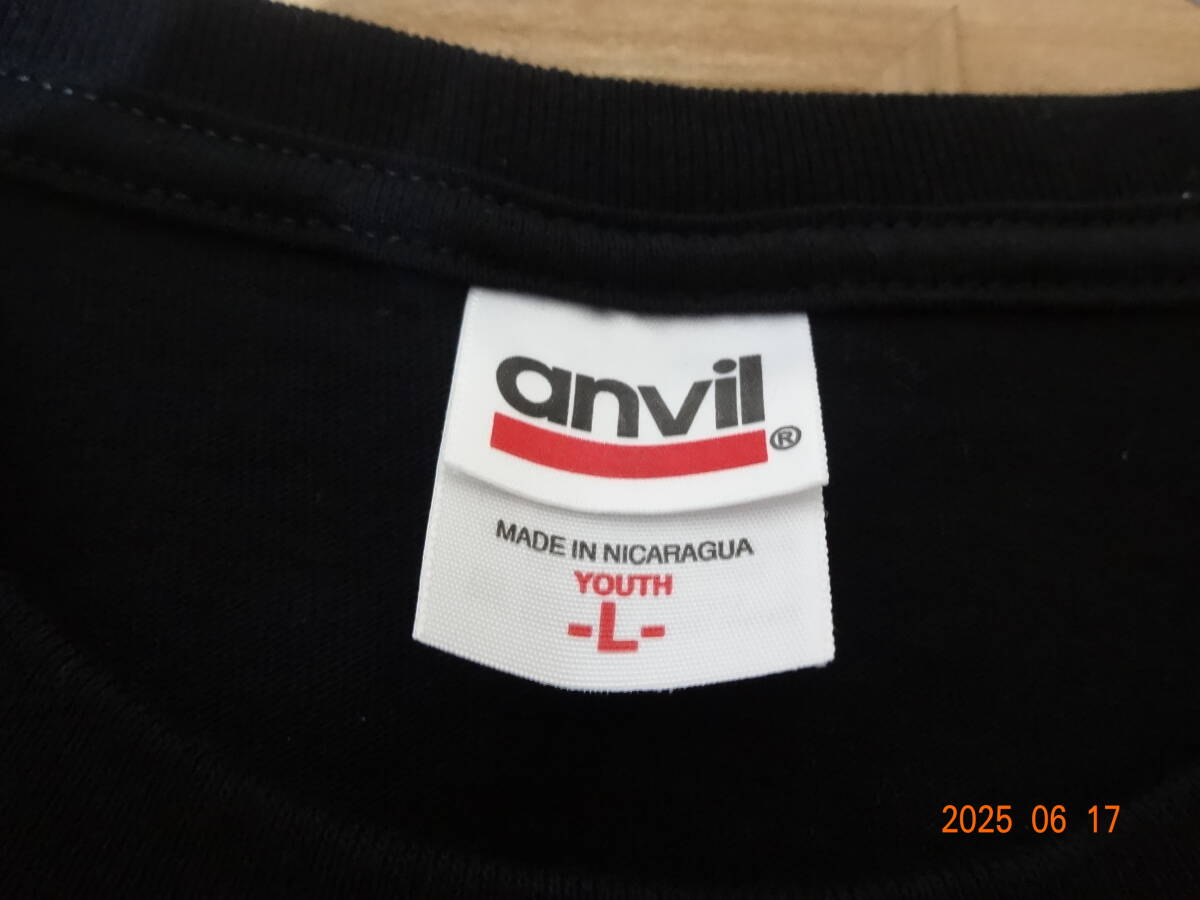 anvil®
MADE IN NICARAGUA
YOUTH
-L-
2025 06 17